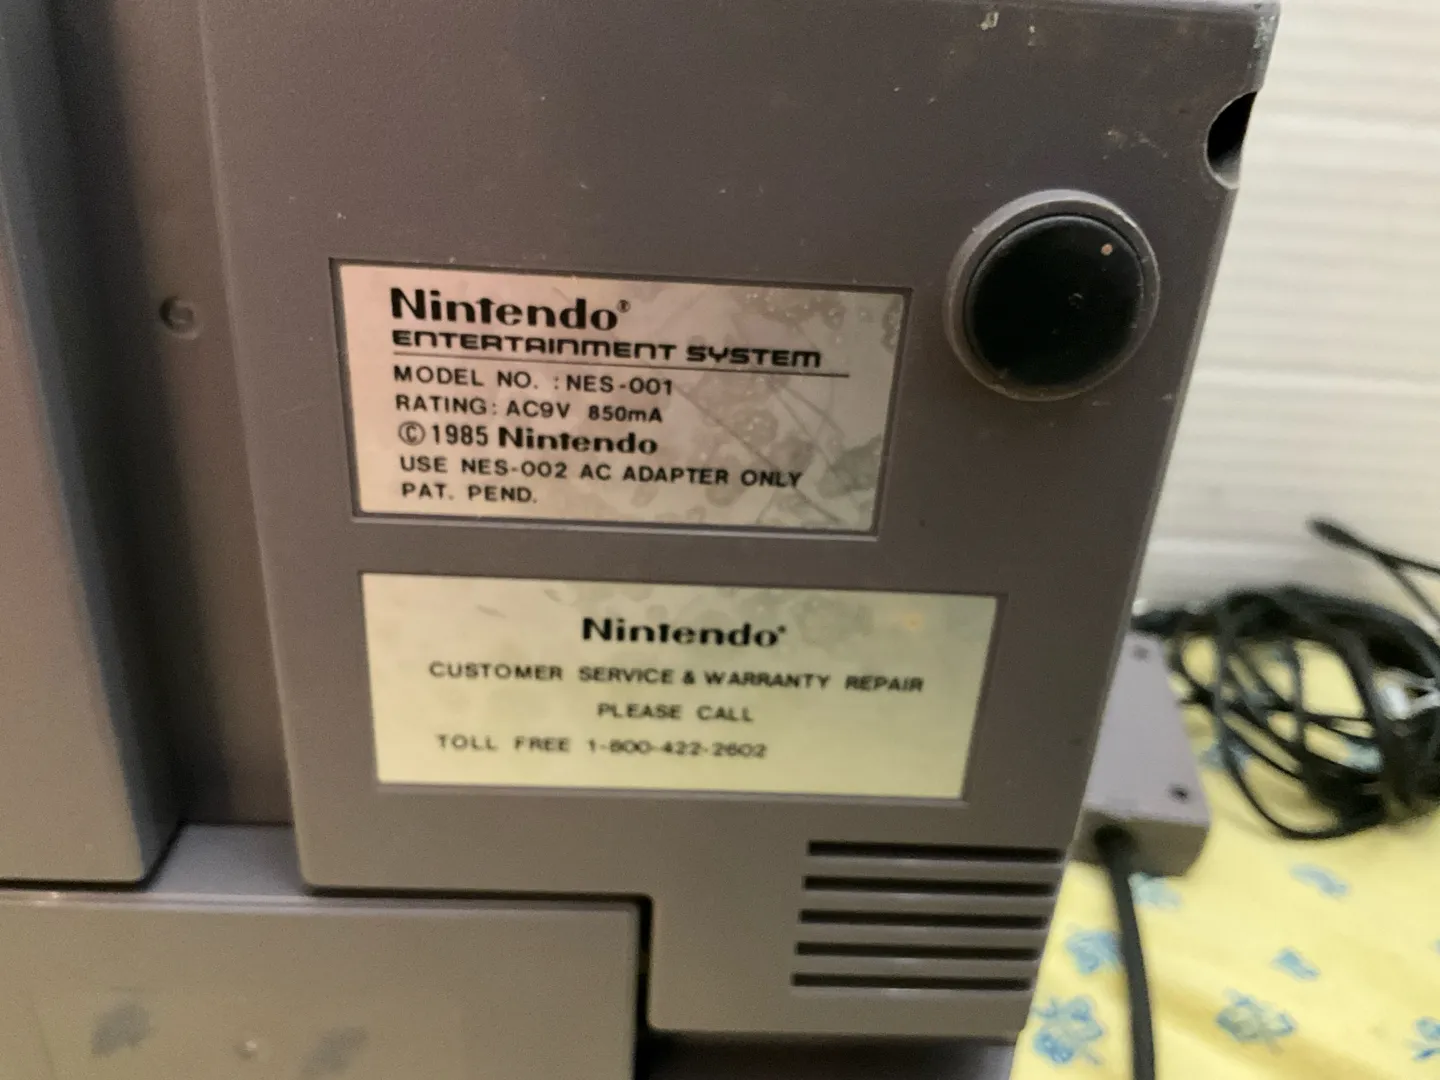 Nintendo®
ENTERTAINMENT SYSTEM
MODEL NO. : NES-001
RATING: AC9V 850mA
©1985 Nintendo
USE NES-002 AC ADAPTER ONLY
PAT. PEND.
Nintendo®
CUSTOMER SERVICE & WARRANTY REPAIR
PLEASE CALL
TOLL FREE 1-800-422-2602